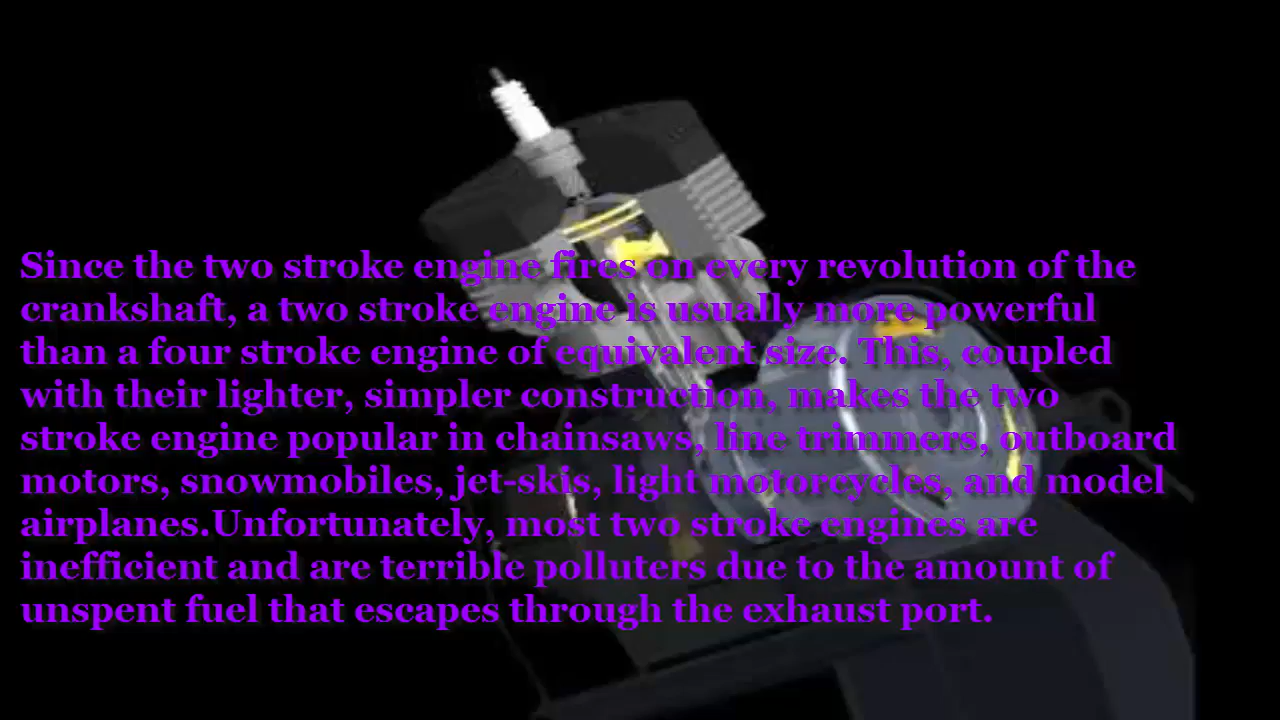 Since the two stroke engine fires on every revolution of the
crankshaft, a two stroke engine is usually more powerful
than a four stroke engine of equivalent size. This, coupled
with their lighter, simpler construction, makes the two
stroke engine popular in chainsaws, line trimmers, outboard
motors, snowmobiles, jet-skis, light motorcycles, and model
airplanes.Unfortunately, most two stroke engines are
inefficient and are terrible polluters due to the amount of
unspent fuel that escapes through the exhaust port.